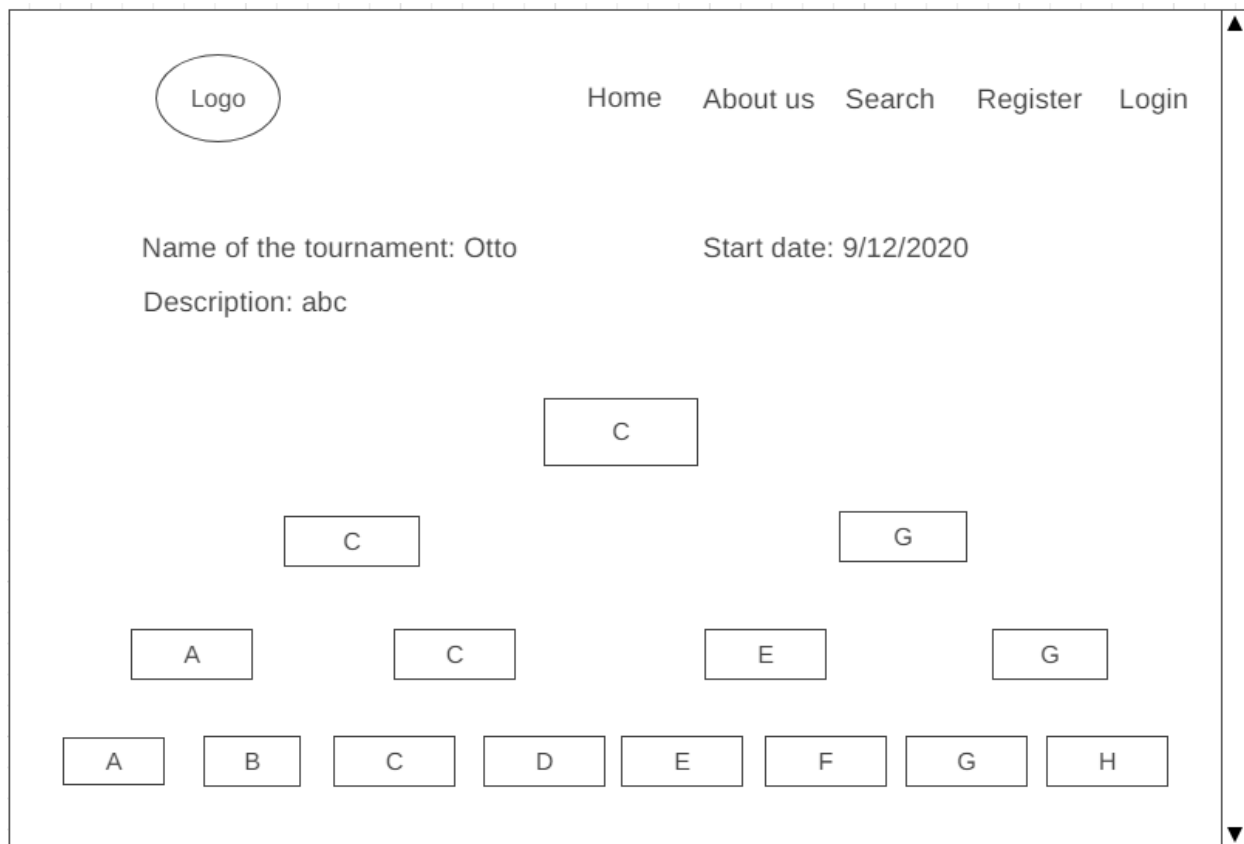 Logo Home About us Search Register Login
Name of the tournament: Otto Start date: 9/12/2020
Description: abc
C
C G
A C E G
A B C D E F G H